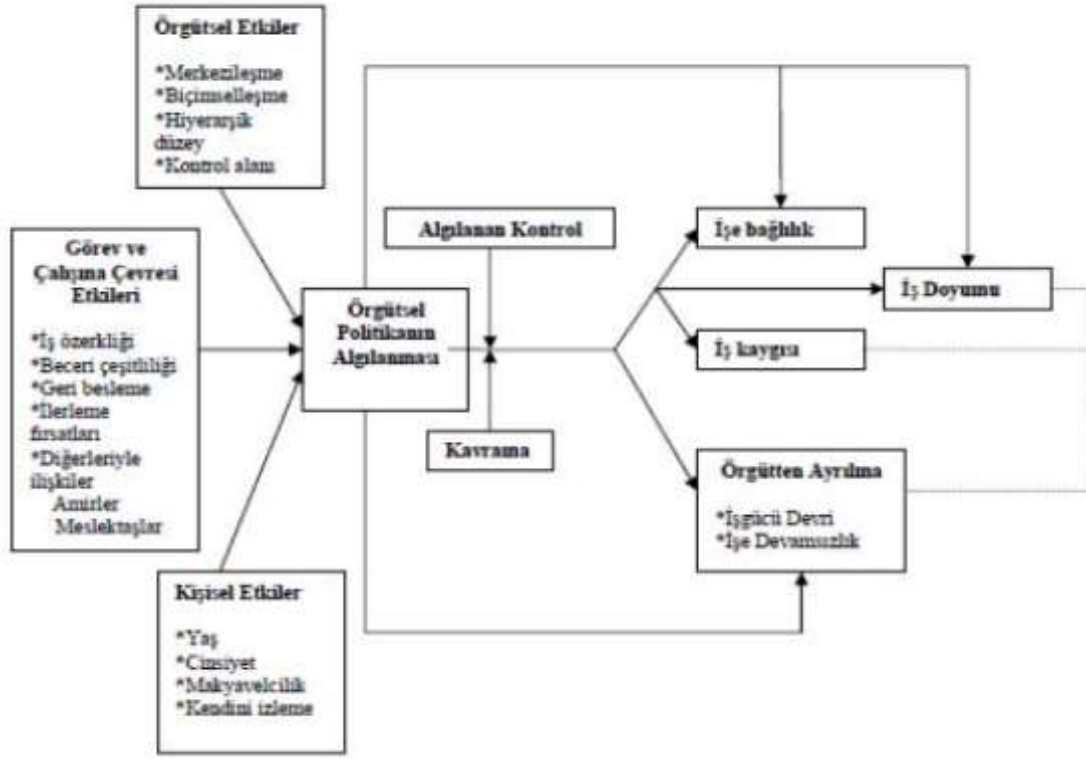 Örgütsel Etkiler
*Merkezileşme
*Biçimselleşme
*Hiyerarşik
düzey
*Kontrol alanı
Görev ve
Çalışma Çevresi
Etkileri
*İş özerkliği
*Beceri çeşitliliği
*Geri besleme
*İlerleme
fırsatları
*Diğerleriyle
ilişkiler
Amirler
Meslektaşlar
Kişisel Etkiler
*Yaş
*Cinsiyet
*Makyavelcilik
*Kendini izleme
Örgütsel
Politikanın
Algılanması
Algılanan Kontrol
Kavrama
İşe bağlılık
İş Doyumu
İş kaygısı
Örgütten Ayrılma
*İşgücü Devri
*İşe Devamsızlık